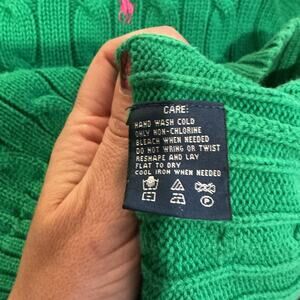 CARE:
HAND WASH COLD
ONLY NON-CHLORINE
BLEACH WHEN NEEDED
DO NOT WRING OR TWIST
RESHAPE AND LAY
FLAT TO DRY
COOL IRON WHEN NEEDED
P